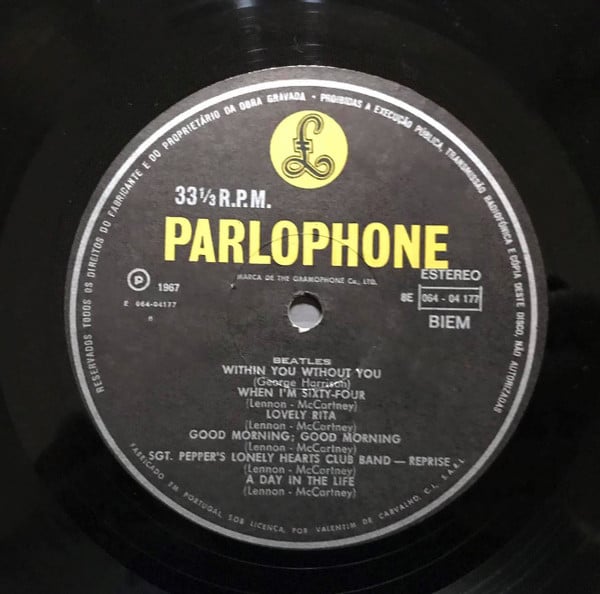 RESERVADOS TODOS OS DIREITOS DO FABRICANTE E DO PROPRIETÁRIO DA OBRA GRAVADA • PROIBIDAS A EXECUÇÃO PÚBLICA, TRANSMISSÃO RADIOFÓNICA E CÓPIA DESTE DISCO, NÃO AUTORIZADAS
£
33⅓ R.P.M.
PARLOPHONE
MARCA DE THE GRAMOPHONE Co., LTD.
ESTEREO
Ⓟ 1967
8E 064 - 04 177
E 064-04177
BIEM
BEATLES
WITHIN YOU WTHOUT YOU
(George Harrison)
WHEN I'M SIXTY-FOUR
(Lennon - McCartney)
LOVELY RITA
(Lennon - McCartney)
GOOD MORNING; GOOD MORNING
(Lennon - McCartney)
SGT. PEPPER'S LONELY HEARTS CLUB BAND — REPRISE
(Lennon - McCartney)
A DAY IN THE LIFE
(Lennon - McCartney)
FABRICADO EM PORTUGAL SOB LICENÇA, POR VALENTIM DE CARVALHO, C.I., S.A.R.L.